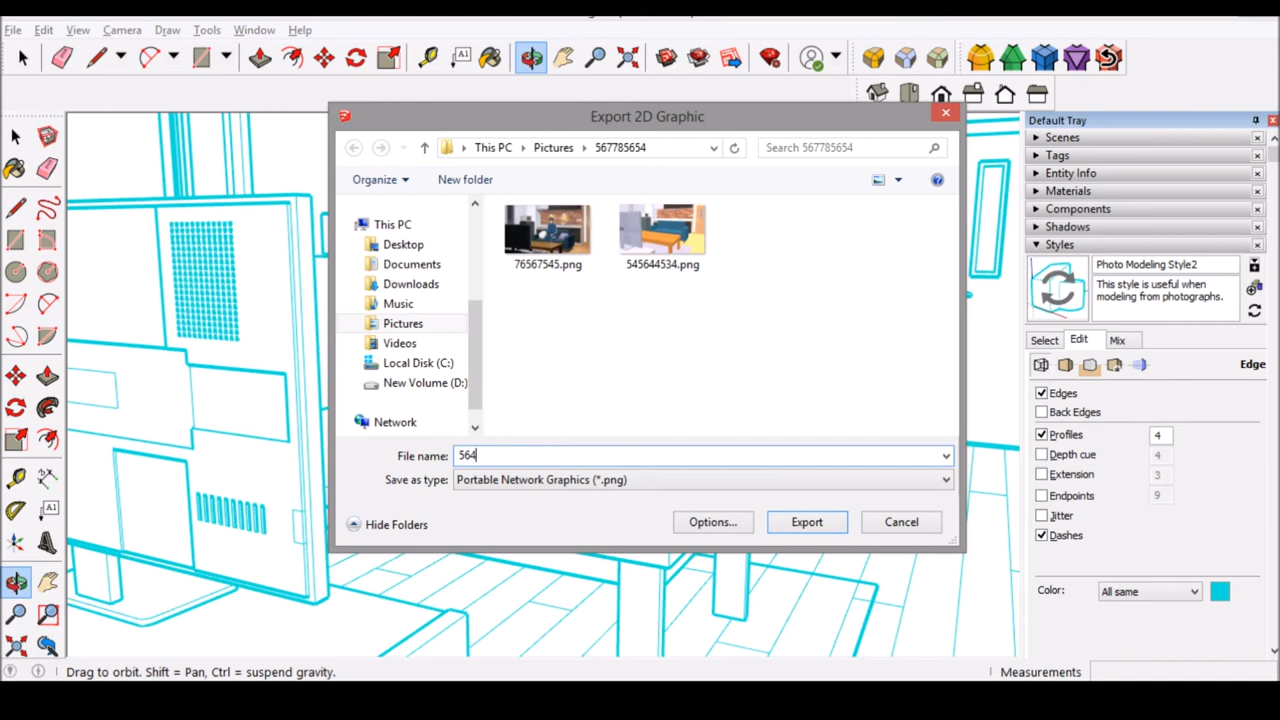 File Edit View Camera Draw Tools Window Help
A1
Export 2D Graphic
Default Tray
This PC Pictures 567785654
Search 567785654
Organize New folder
This PC
Desktop
Documents
Downloads
Music
Pictures
Videos
Local Disk (C:)
New Volume (D:)
Network
76567545.png
545644534.png
File name: 564
Save as type: Portable Network Graphics (*.png)
Hide Folders
Options... Export Cancel
Scenes
Tags
Entity Info
Materials
Components
Shadows
Styles
Photo Modeling Style2
This style is useful when
modeling from photographs.
Select Edit Mix
Edge
Edges
Back Edges
Profiles 4
Depth cue 4
Extension 3
Endpoints 9
Jitter
Dashes
Color: All same
A1
Drag to orbit. Shift = Pan, Ctrl = suspend gravity.
Measurements